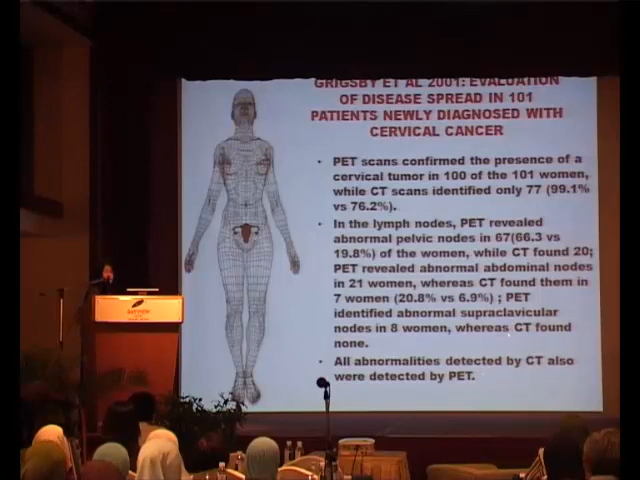 GRIGSBY ET AL 2001: EVALUATION
OF DISEASE SPREAD IN 101
PATIENTS NEWLY DIAGNOSED WITH
CERVICAL CANCER
• PET scans confirmed the presence of a
cervical tumor in 100 of the 101 women,
while CT scans identified only 77 (99.1%
vs 76.2%).
• In the lymph nodes, PET revealed
abnormal pelvic nodes in 67(66.3 vs
19.8%) of the women, while CT found 20;
PET revealed abnormal abdominal nodes
in 21 women, whereas CT found them in
7 women (20.8% vs 6.9%) ; PET
identified abnormal supraclavicular
nodes in 8 women, whereas CT found
none.
• All abnormalities detected by CT also
were detected by PET.